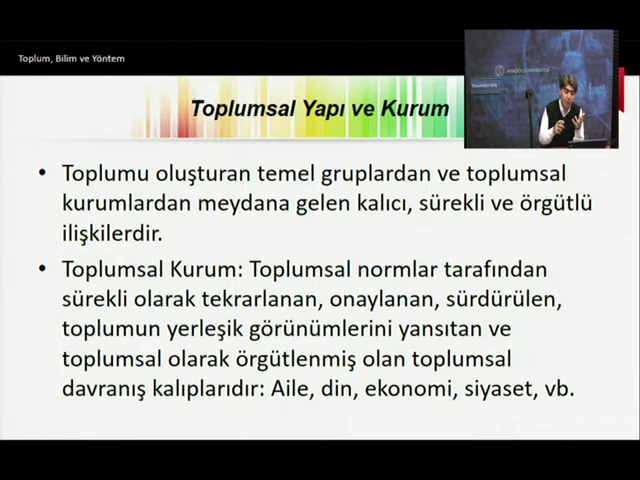 Toplum, Bilim ve Yöntem
Toplumsal Yapı ve Kurum
• Toplumu oluşturan temel gruplardan ve toplumsal
kurumlardan meydana gelen kalıcı, sürekli ve örgütlü
ilişkilerdir.
• Toplumsal Kurum: Toplumsal normlar tarafından
sürekli olarak tekrarlanan, onaylanan, sürdürülen,
toplumun yerleşik görünümlerini yansıtan ve
toplumsal olarak örgütlenmiş olan toplumsal
davranış kalıplarıdır: Aile, din, ekonomi, siyaset, vb.